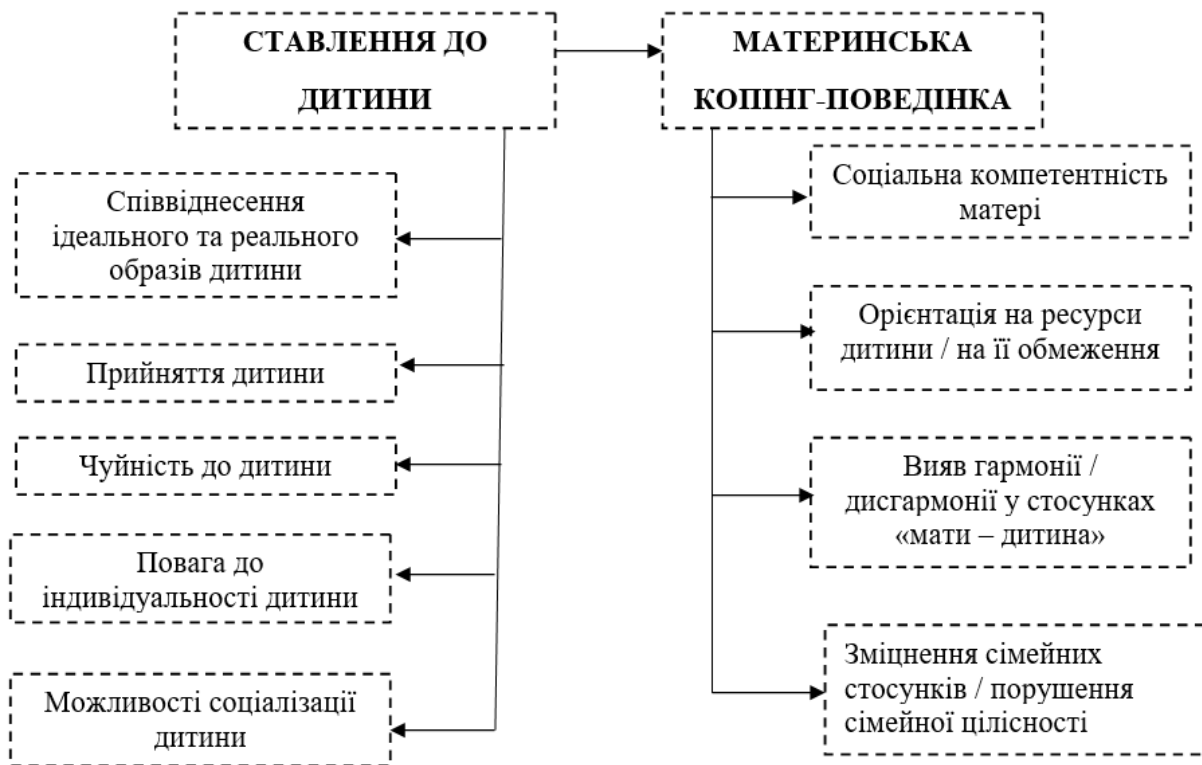 СТАВЛЕННЯ ДО
ДИТИНИ
МАТЕРИНСЬКА
КОПІНГ-ПОВЕДІНКА
Співвіднесення
ідеального та реального
образів дитини
Прийняття дитини
Чуйність до дитини
Повага до
індивідуальності дитини
Можливості соціалізації
дитини
Соціальна компетентність
матері
Орієнтація на ресурси
дитини / на її обмеження
Вияв гармонії /
дисгармонії у стосунках
«мати – дитина»
Зміцнення сімейних
стосунків / порушення
сімейної цілісності